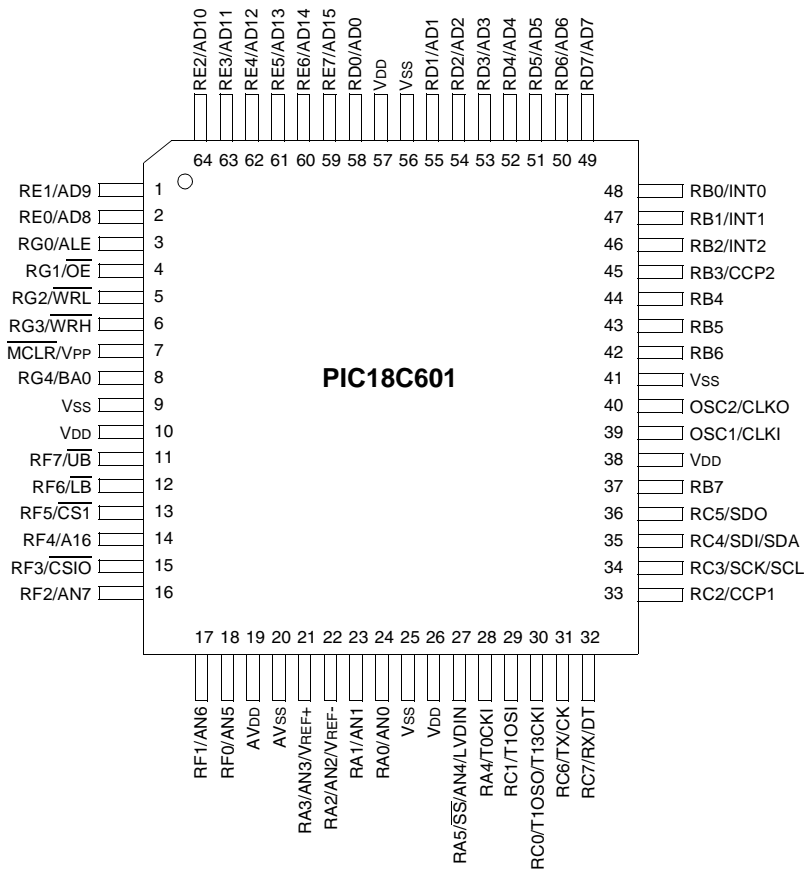 RE2/AD10
RE3/AD11
RE4/AD12
RE5/AD13
RE6/AD14
RE7/AD15
RD0/AD0
VDD
VSS
RD1/AD1
RD2/AD2
RD3/AD3
RD4/AD4
RD5/AD5
RD6/AD6
RD7/AD7
64 63 62 61 60 59 58 57 56 55 54 53 52 51 50 49
RE1/AD9 1
RE0/AD8 2
RG0/ALE 3
RG1/O̅E̅ 4
RG2/W̅R̅L̅ 5
RG3/W̅R̅H̅ 6
M̅C̅L̅R̅/VPP 7
RG4/BA0 8
VSS 9
VDD 10
RF7/U̅B̅ 11
RF6/L̅B̅ 12
RF5/C̅S̅1̅ 13
RF4/A16 14
RF3/C̅S̅I̅O̅ 15
RF2/AN7 16
PIC18C601
48 RB0/INT0
47 RB1/INT1
46 RB2/INT2
45 RB3/CCP2
44 RB4
43 RB5
42 RB6
41 VSS
40 OSC2/CLKO
39 OSC1/CLKI
38 VDD
37 RB7
36 RC5/SDO
35 RC4/SDI/SDA
34 RC3/SCK/SCL
33 RC2/CCP1
17 18 19 20 21 22 23 24 25 26 27 28 29 30 31 32
RF1/AN6
RF0/AN5
AVDD
AVSS
RA3/AN3/VREF+
RA2/AN2/VREF-
RA1/AN1
RA0/AN0
VSS
VDD
RA5/S̅S̅/AN4/LVDIN
RA4/T0CKI
RC1/T1OSI
RC0/T1OSO/T13CKI
RC6/TX/CK
RC7/RX/DT